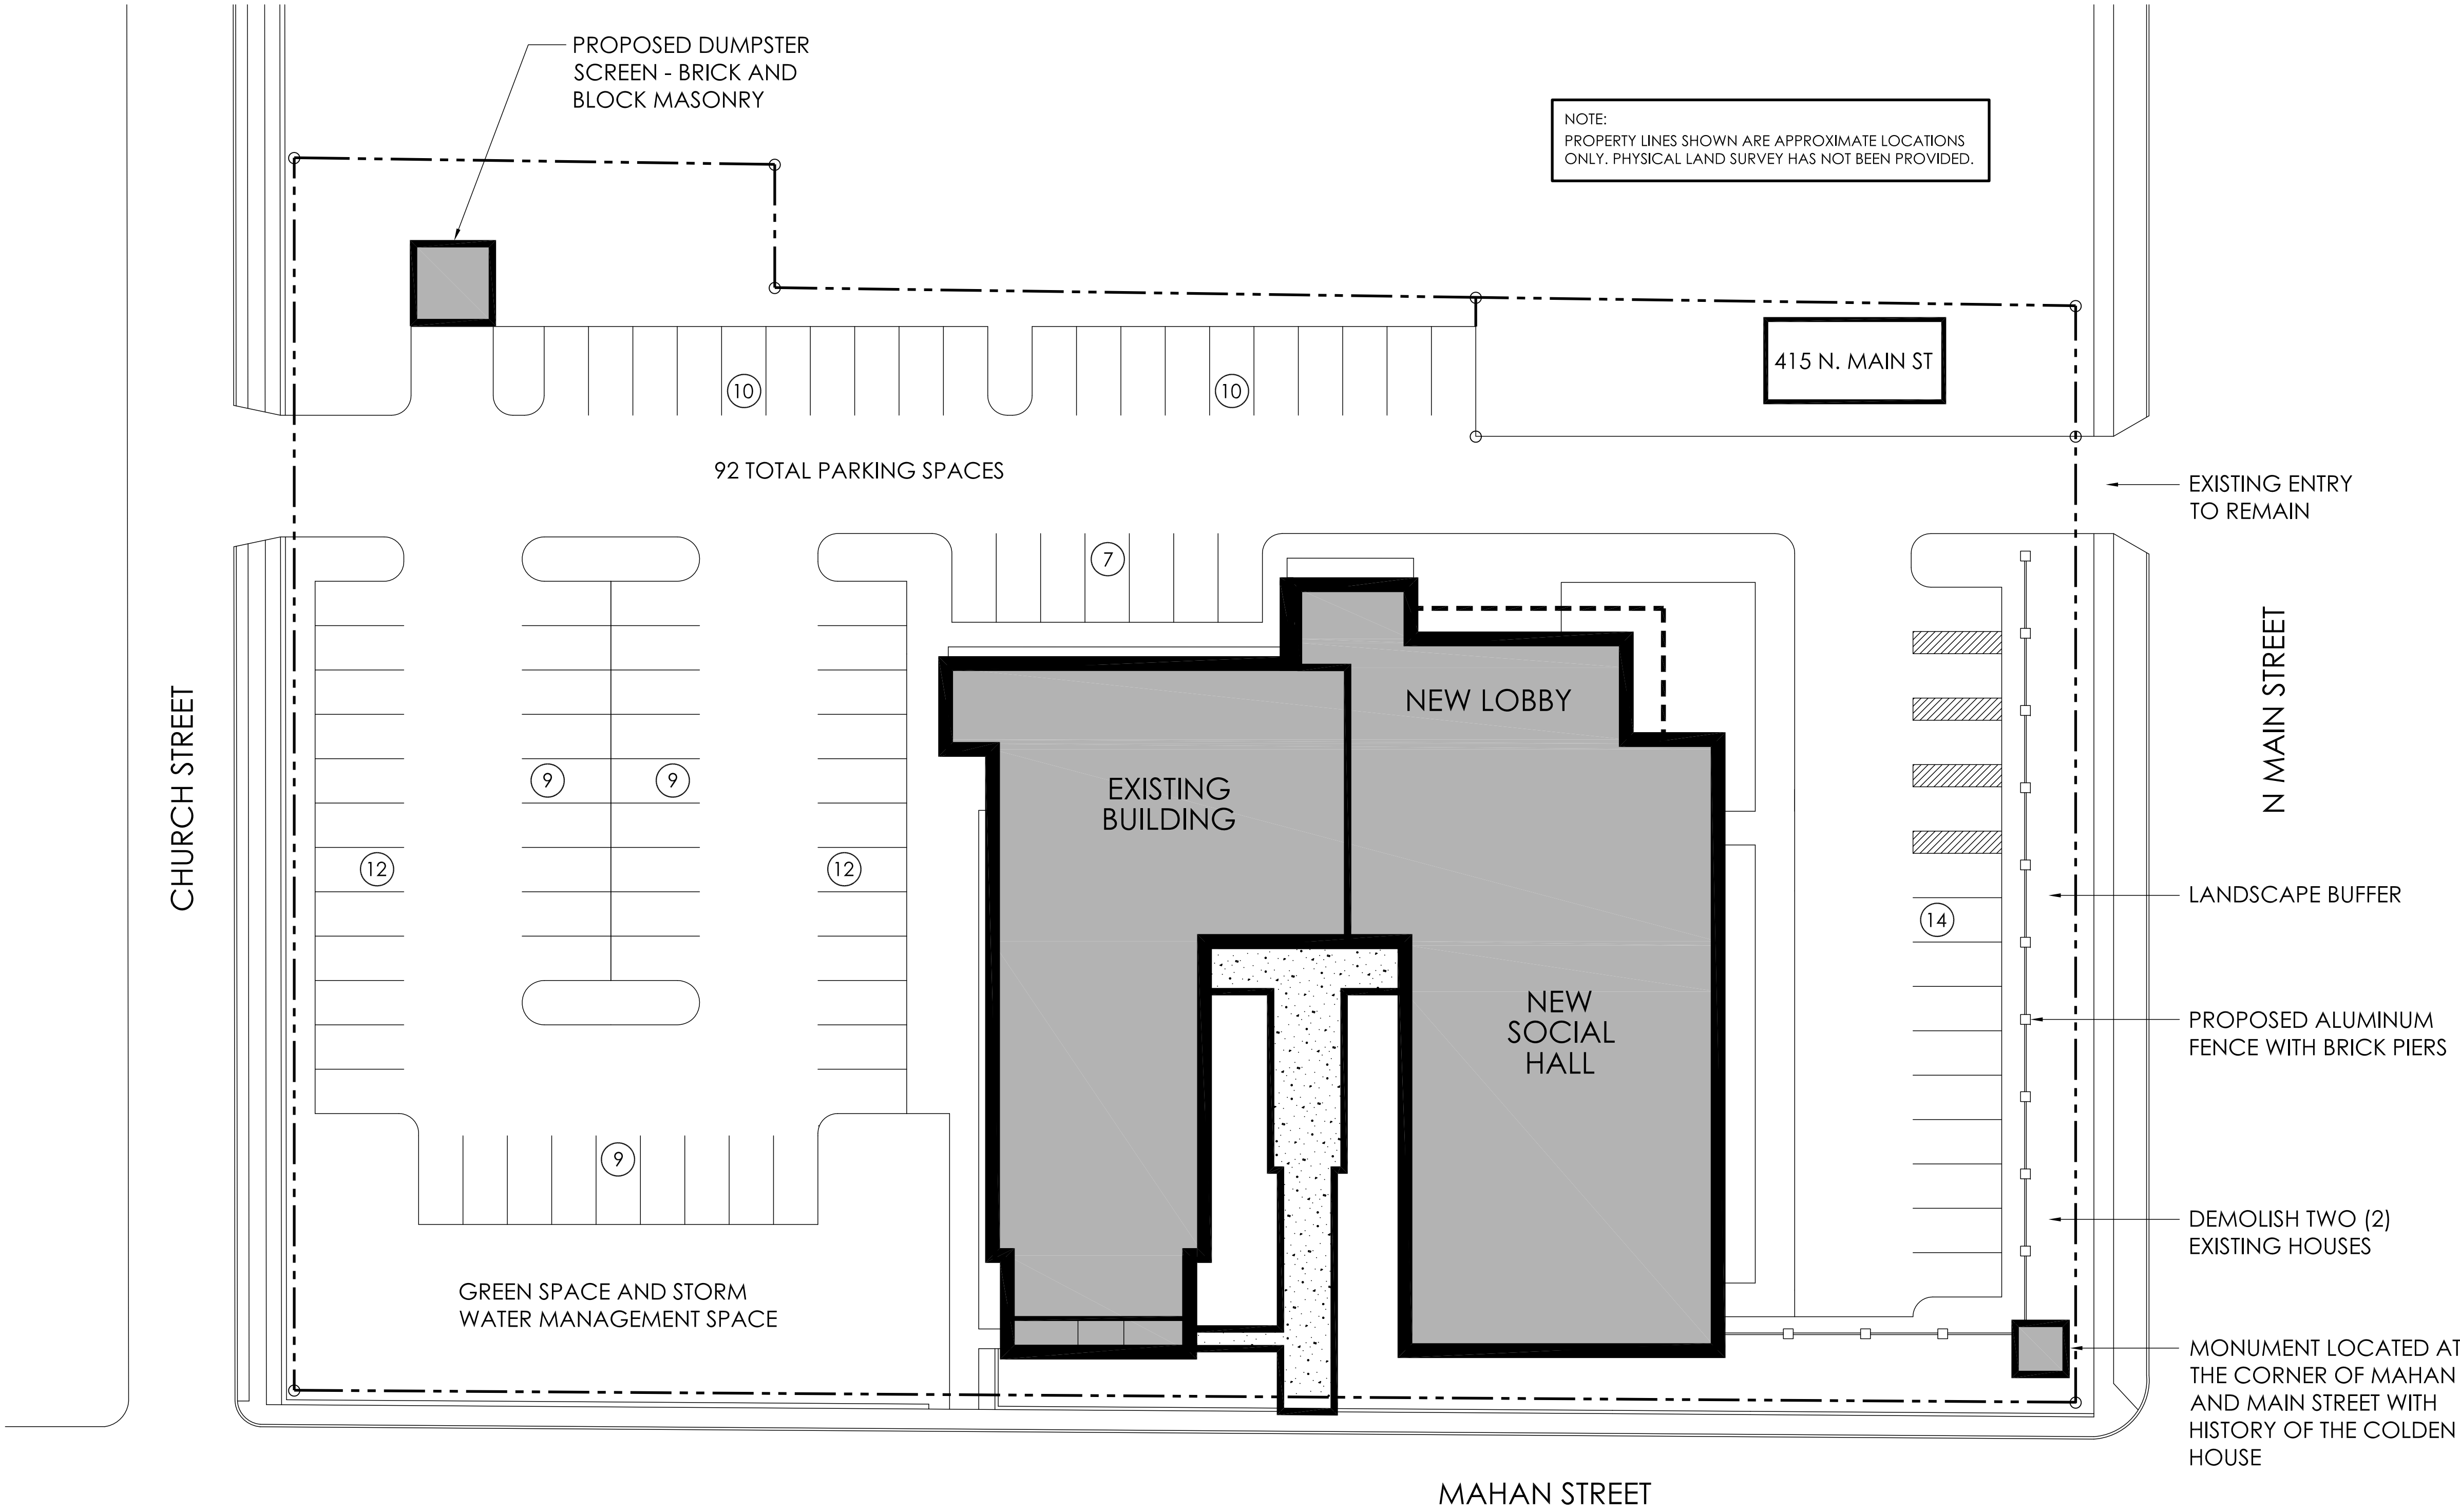 PROPOSED DUMPSTER
SCREEN - BRICK AND
BLOCK MASONRY
NOTE:
PROPERTY LINES SHOWN ARE APPROXIMATE LOCATIONS
ONLY. PHYSICAL LAND SURVEY HAS NOT BEEN PROVIDED.
415 N. MAIN ST
10
10
92 TOTAL PARKING SPACES
EXISTING ENTRY
TO REMAIN
7
CHURCH STREET
N MAIN STREET
NEW LOBBY
EXISTING
BUILDING
9
9
12
12
14
LANDSCAPE BUFFER
NEW
SOCIAL
HALL
PROPOSED ALUMINUM
FENCE WITH BRICK PIERS
9
DEMOLISH TWO (2)
EXISTING HOUSES
GREEN SPACE AND STORM
WATER MANAGEMENT SPACE
MONUMENT LOCATED AT
THE CORNER OF MAHAN
AND MAIN STREET WITH
HISTORY OF THE COLDEN
HOUSE
MAHAN STREET